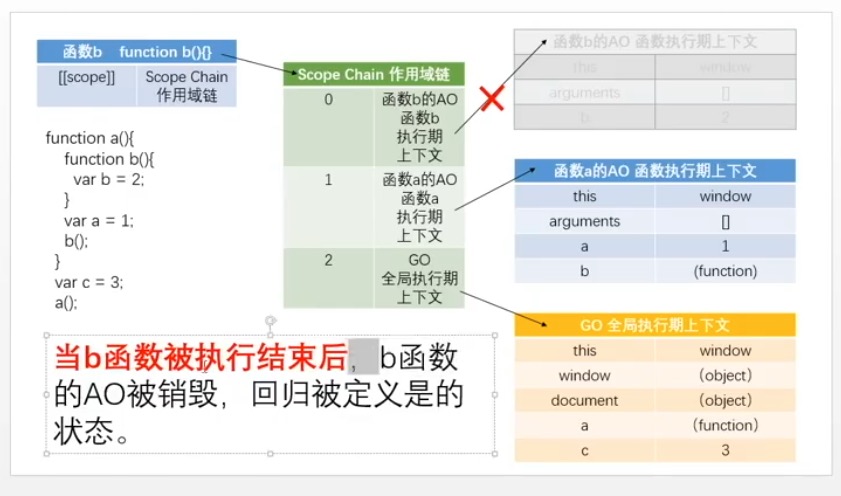 函数b function b(){}
[[scope]] Scope Chain
作用域链
function a(){
function b(){
var b = 2;
}
var a = 1;
b();
}
var c = 3;
a();
Scope Chain 作用域链
0 函数b的AO
函数b
执行期
上下文
1 函数a的AO
函数a
执行期
上下文
2 GO
全局执行期
上下文
函数b的AO 函数执行期上下文
this window
arguments []
b 2
函数a的AO 函数执行期上下文
this window
arguments []
a 1
b (function)
GO 全局执行期上下文
this window
window (object)
document (object)
a (function)
c 3
当b函数被执行结束后，b函数
的AO被销毁，回归被定义是的
状态。